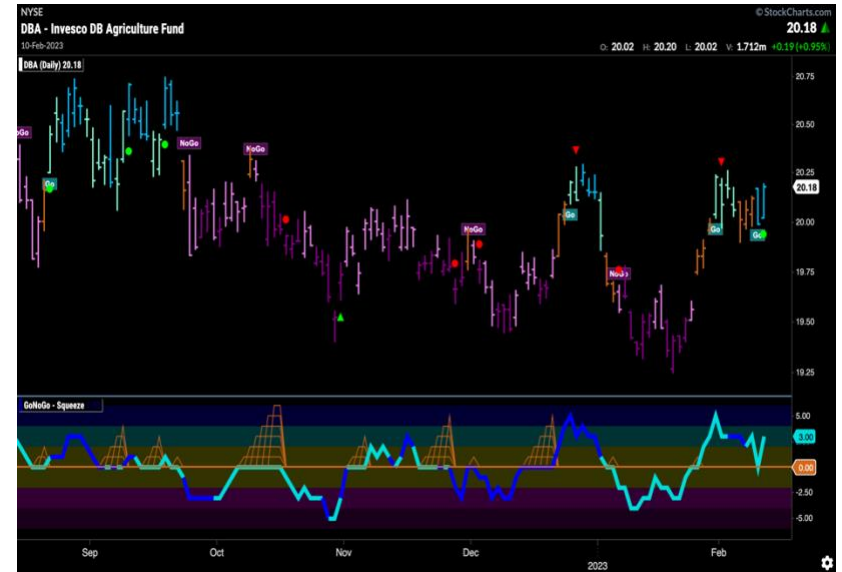 NYSE
© StockCharts.com
DBA - Invesco DB Agriculture Fund
20.18
10-Feb-2023
O: 20.02 H: 20.20 L: 20.02 V: 1.712m +0.19 (+0.95%)
DBA (Daily) 20.18
20.75
20.50
20.25
20.18
20.00
19.75
19.50
19.25
oGo
Go
NoGo
NoGo
NoGo
Go
NoGo
Go
Go
GoNoGo - Squeeze
5.00
3.00
0.00
-2.50
-5.00
Sep Oct Nov Dec Feb
2023